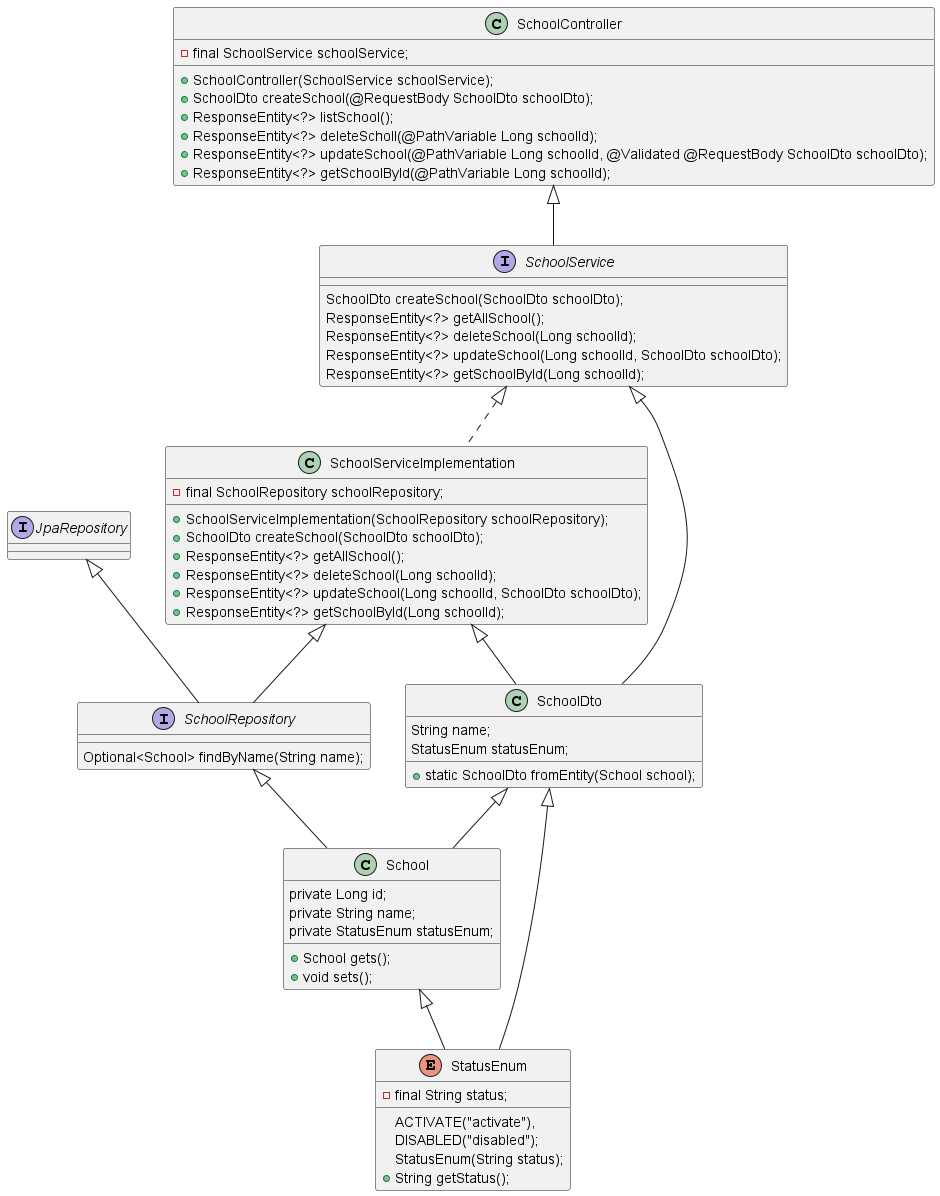 C SchoolController
final SchoolService schoolService;
SchoolController(SchoolService schoolService);
SchoolDto createSchool(@RequestBody SchoolDto schoolDto);
ResponseEntity<?> listSchool();
ResponseEntity<?> deleteScholl(@PathVariable Long schoolId);
ResponseEntity<?> updateSchool(@PathVariable Long schoolId, @Validated @RequestBody SchoolDto schoolDto);
ResponseEntity<?> getSchoolById(@PathVariable Long schoolId);
I SchoolService
SchoolDto createSchool(SchoolDto schoolDto);
ResponseEntity<?> getAllSchool();
ResponseEntity<?> deleteSchool(Long schoolId);
ResponseEntity<?> updateSchool(Long schoolId, SchoolDto schoolDto);
ResponseEntity<?> getSchoolById(Long schoolId);
C SchoolServiceImplementation
final SchoolRepository schoolRepository;
SchoolServiceImplementation(SchoolRepository schoolRepository);
SchoolDto createSchool(SchoolDto schoolDto);
ResponseEntity<?> getAllSchool();
ResponseEntity<?> deleteSchool(Long schoolId);
ResponseEntity<?> updateSchool(Long schoolId, SchoolDto schoolDto);
ResponseEntity<?> getSchoolById(Long schoolId);
I JpaRepository
I SchoolRepository
Optional<School> findByName(String name);
C SchoolDto
String name;
StatusEnum statusEnum;
static SchoolDto fromEntity(School school);
C School
private Long id;
private String name;
private StatusEnum statusEnum;
School gets();
void sets();
E StatusEnum
final String status;
ACTIVATE("activate"),
DISABLED("disabled");
StatusEnum(String status);
String getStatus();